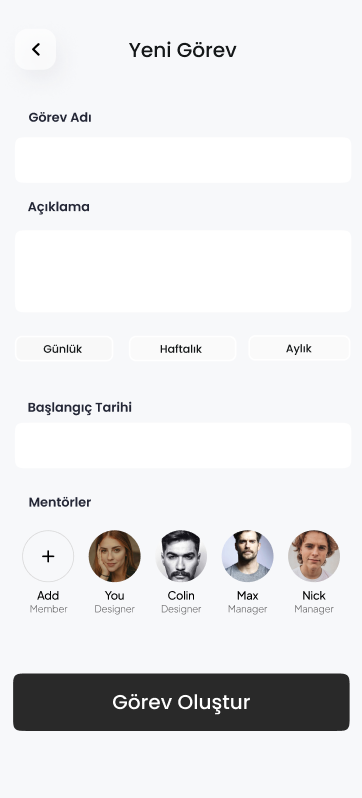 Yeni Görev
Görev Adı
Açıklama
Günlük Haftalık Aylık
Başlangıç Tarihi
Mentörler
Add You Colin Max Nick
Member Designer Designer Manager Manager
Görev Oluştur